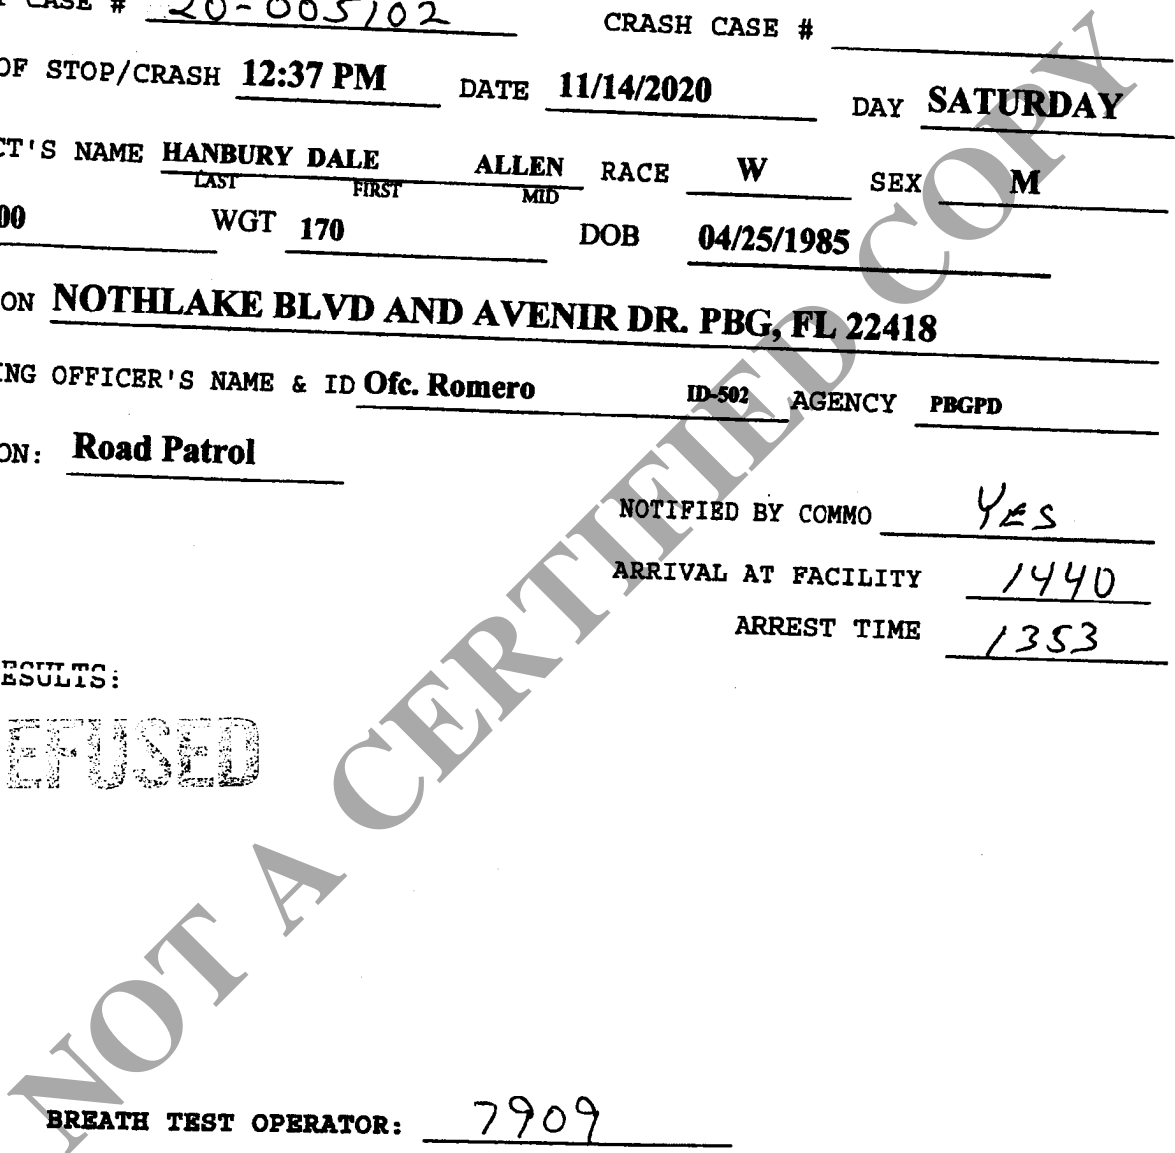 CASE # 20-005102 CRASH CASE #
OF STOP/CRASH 12:37 PM DATE 11/14/2020 DAY SATURDAY
CT'S NAME HANBURY DALE ALLEN RACE W SEX M
LAST FIRST MID
00 WGT 170 DOB 04/25/1985
ON NOTHLAKE BLVD AND AVENIR DR. PBG, FL 22418
ING OFFICER'S NAME & ID Ofc. Romero ID-502 AGENCY PBGPD
ON: Road Patrol
NOTIFIED BY COMMO YES
ARRIVAL AT FACILITY 1440
ARREST TIME 1353
ESULTS:
EFUSED
BREATH TEST OPERATOR: 7909
NOT A CERTIFIED COPY